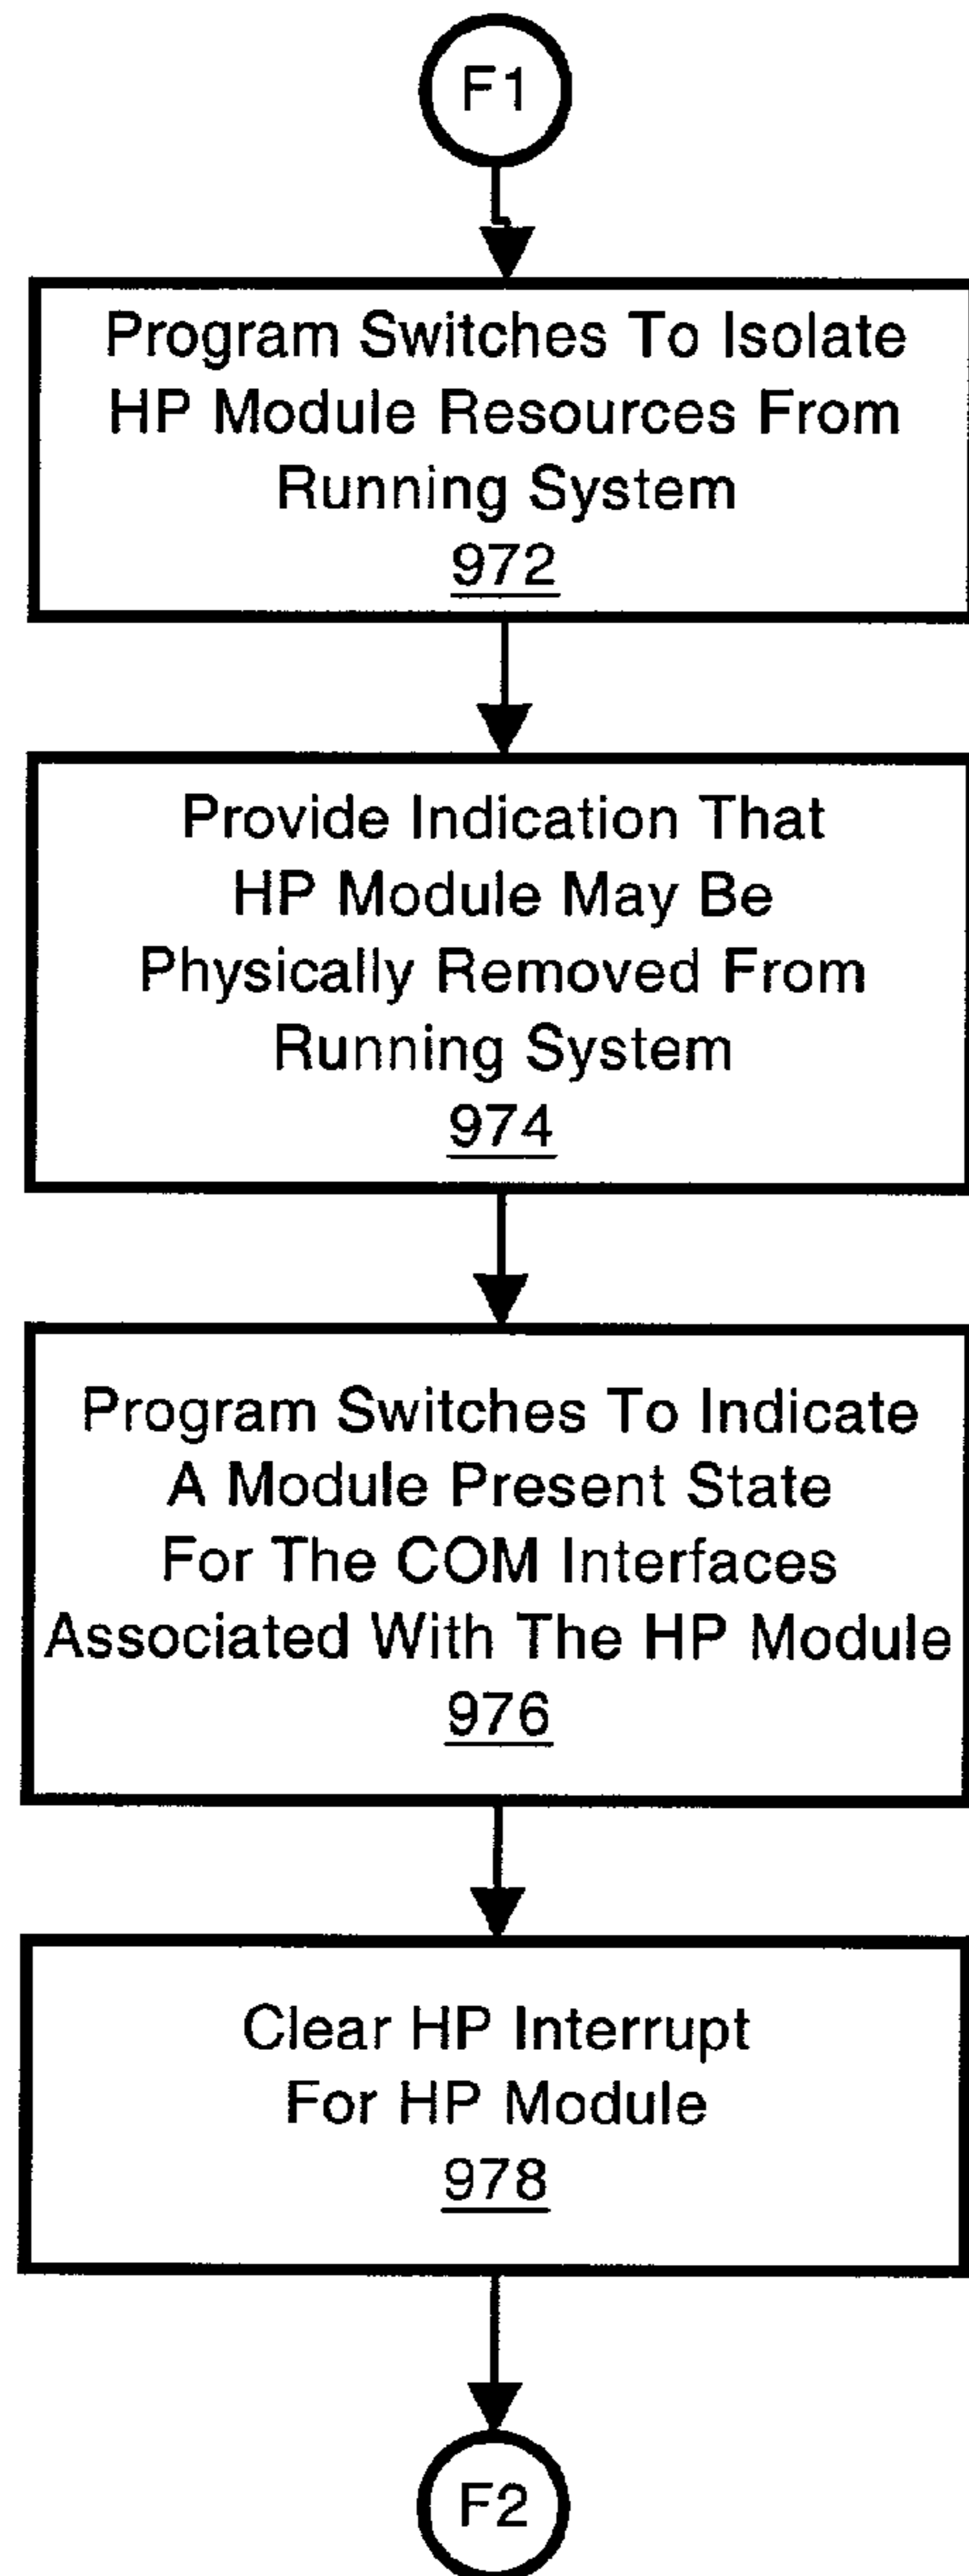 F1
Program Switches To Isolate
HP Module Resources From
Running System
972
Provide Indication That
HP Module May Be
Physically Removed From
Running System
974
Program Switches To Indicate
A Module Present State
For The COM Interfaces
Associated With The HP Module
976
Clear HP Interrupt
For HP Module
978
F2